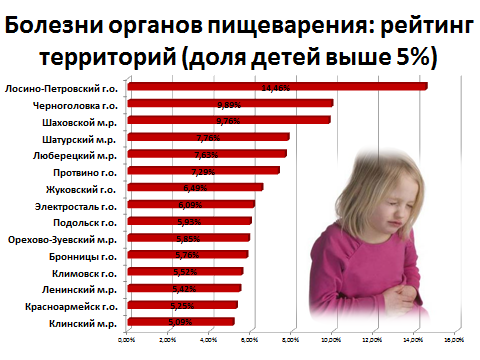 Болезни органов пищеварения: рейтинг
территорий (доля детей выше 5%)
Лосино-Петровский г.о. 14,45%
Черноголовка г.о. 9,89%
Шаховской м.р. 9,76%
Шатурский м.р. 7,76%
Люберецкий м.р. 7,63%
Протвино г.о. 7,29%
Жуковский г.о. 6,49%
Электросталь г.о. 6,09%
Подольск г.о. 5,93%
Орехово-Зуевский м.р. 5,85%
Бронницы г.о. 5,76%
Климовск г.о. 5,52%
Ленинский м.р. 5,42%
Красноармейск г.о. 5,25%
Клинский м.р. 5,09%
0,00% 2,00% 4,00% 6,00% 8,00% 10,00% 12,00% 14,00% 16,00%